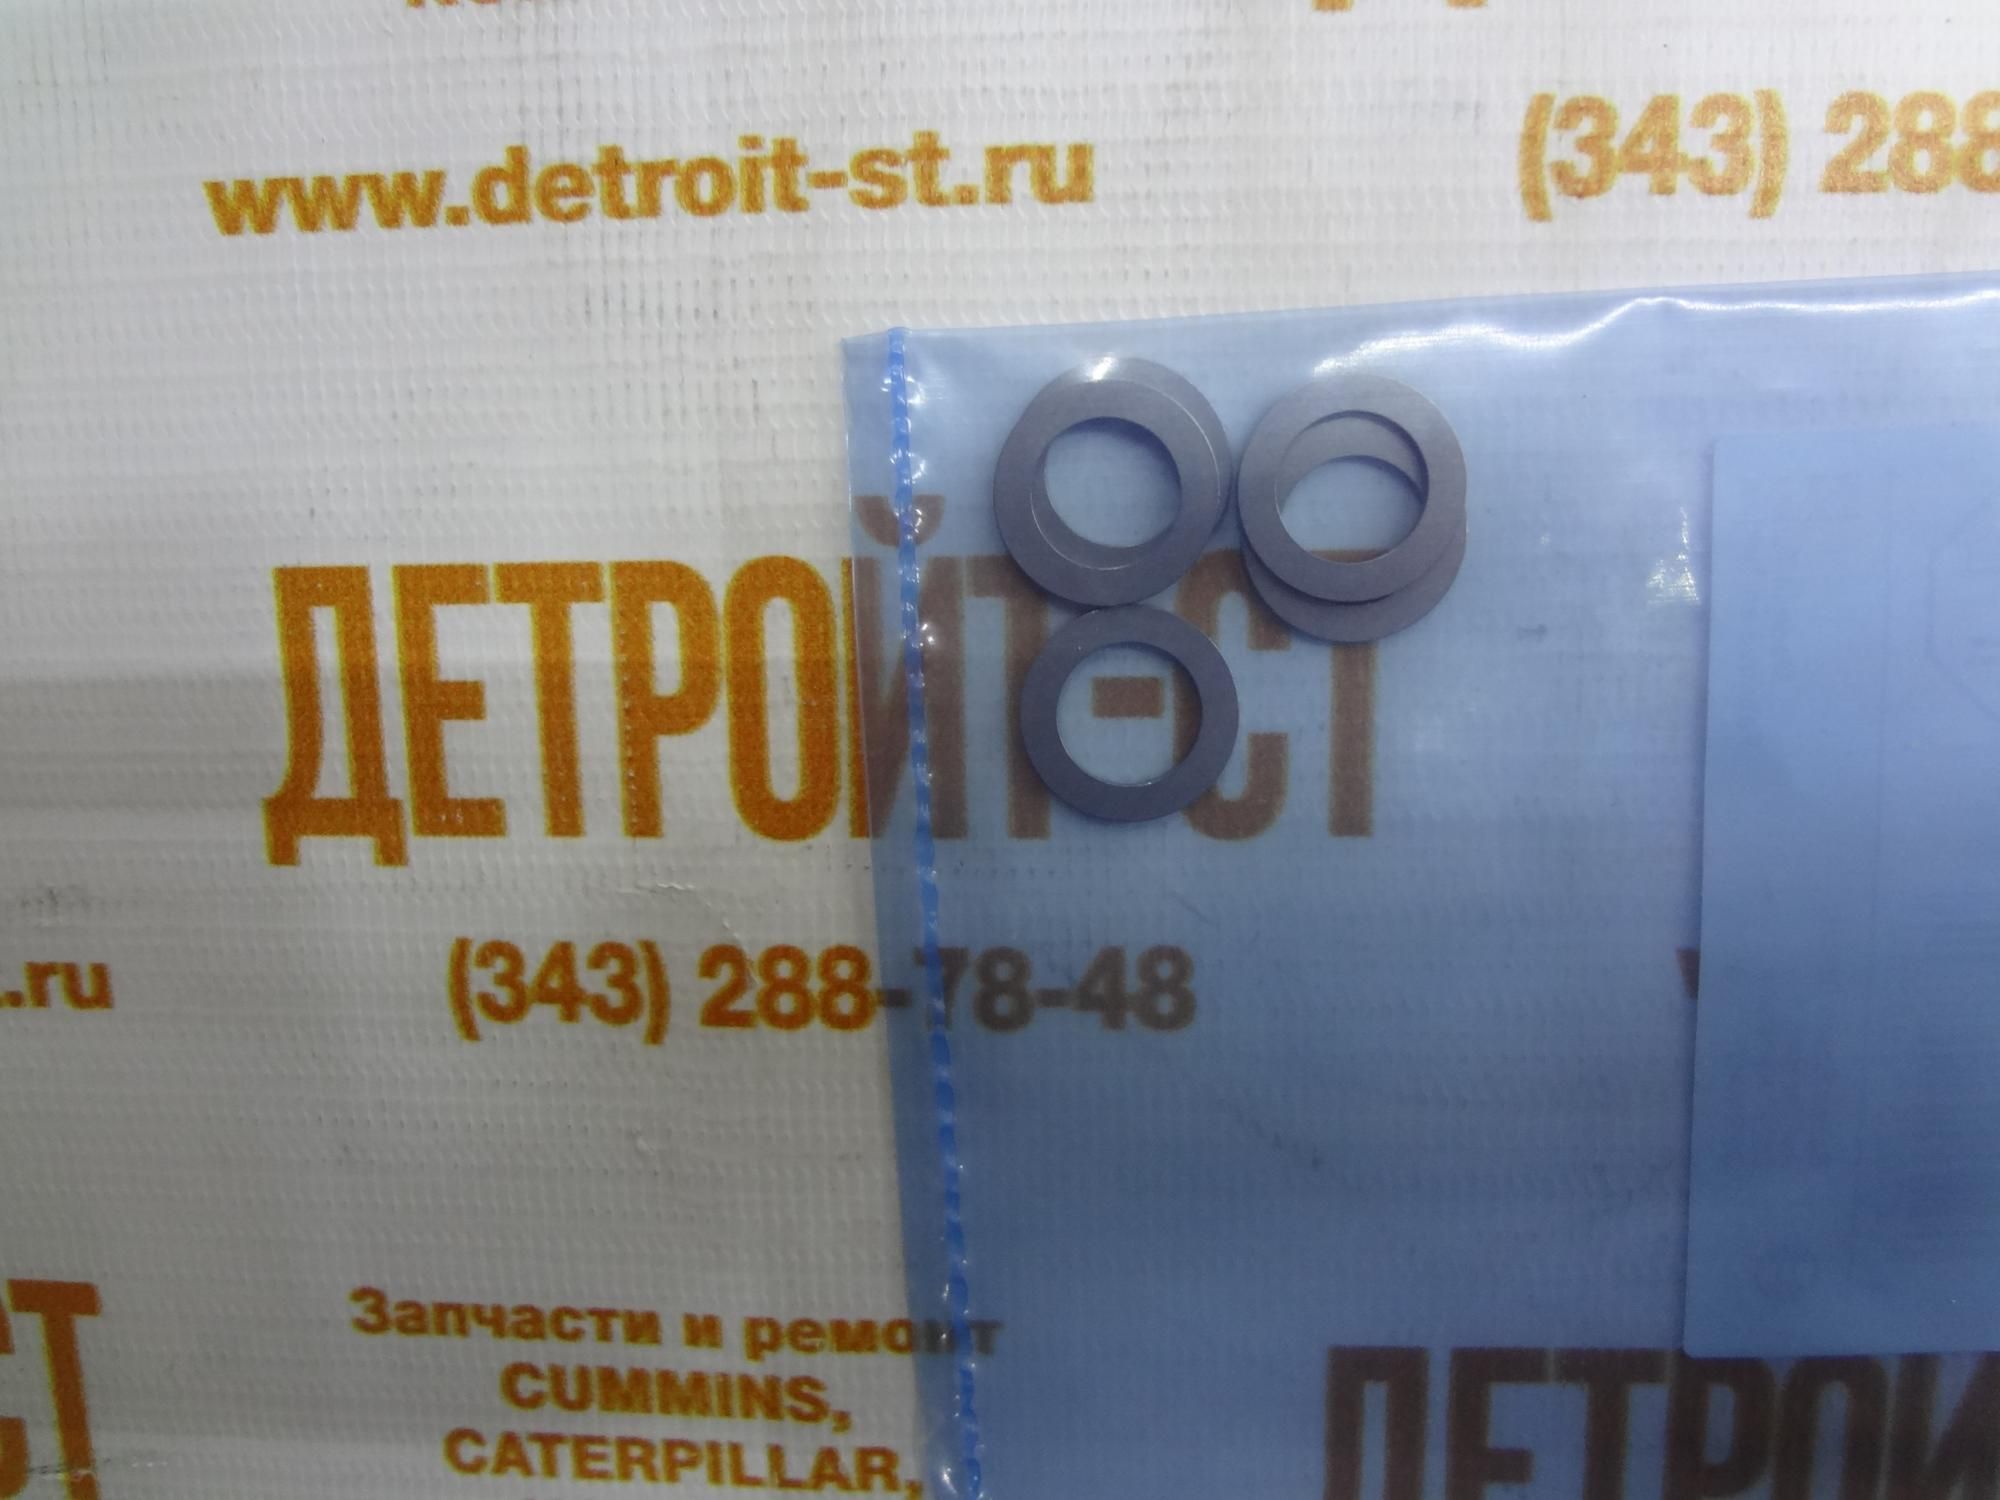 www.detroit-st.ru
(343) 288
ДЕТРОЙТ-СТ
.ru
(343) 288-78-48
СТ
Запчасти и ремонт
CUMMINS,
CATERPILLAR,
ДЕТРОЙ